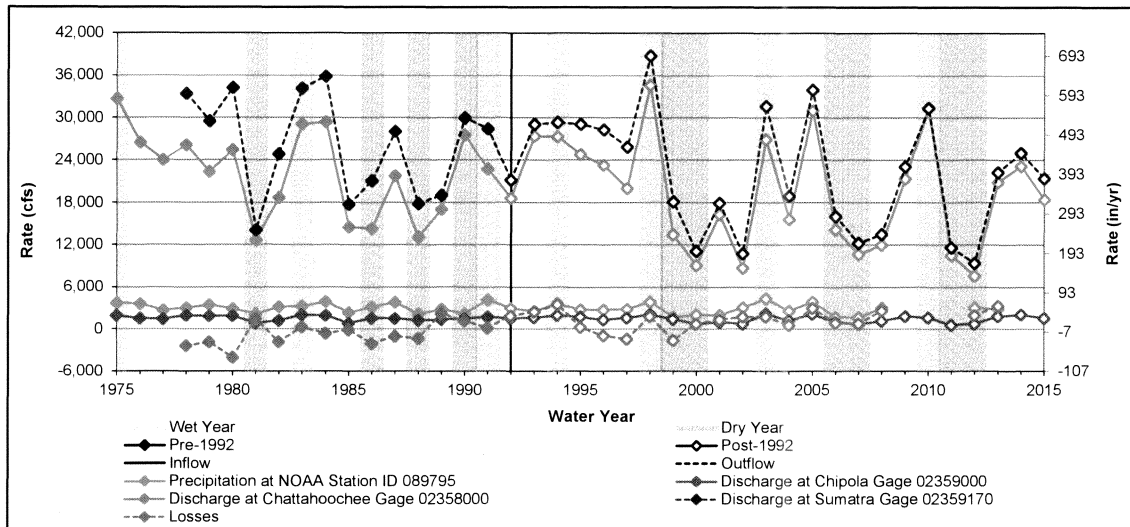 42,000
36,000
30,000
24,000
18,000
12,000
6,000
0
-6,000
Rate (cfs)
693
593
493
393
293
193
93
-7
-107
Rate (in/yr)
1975 1980 1985 1990 1995 2000 2005 2010 2015
Water Year
Wet Year
Dry Year
Pre-1992
Post-1992
Inflow
Outflow
Precipitation at NOAA Station ID 089795
Discharge at Chipola Gage 02359000
Discharge at Chattahoochee Gage 02358000
Discharge at Sumatra Gage 02359170
Losses